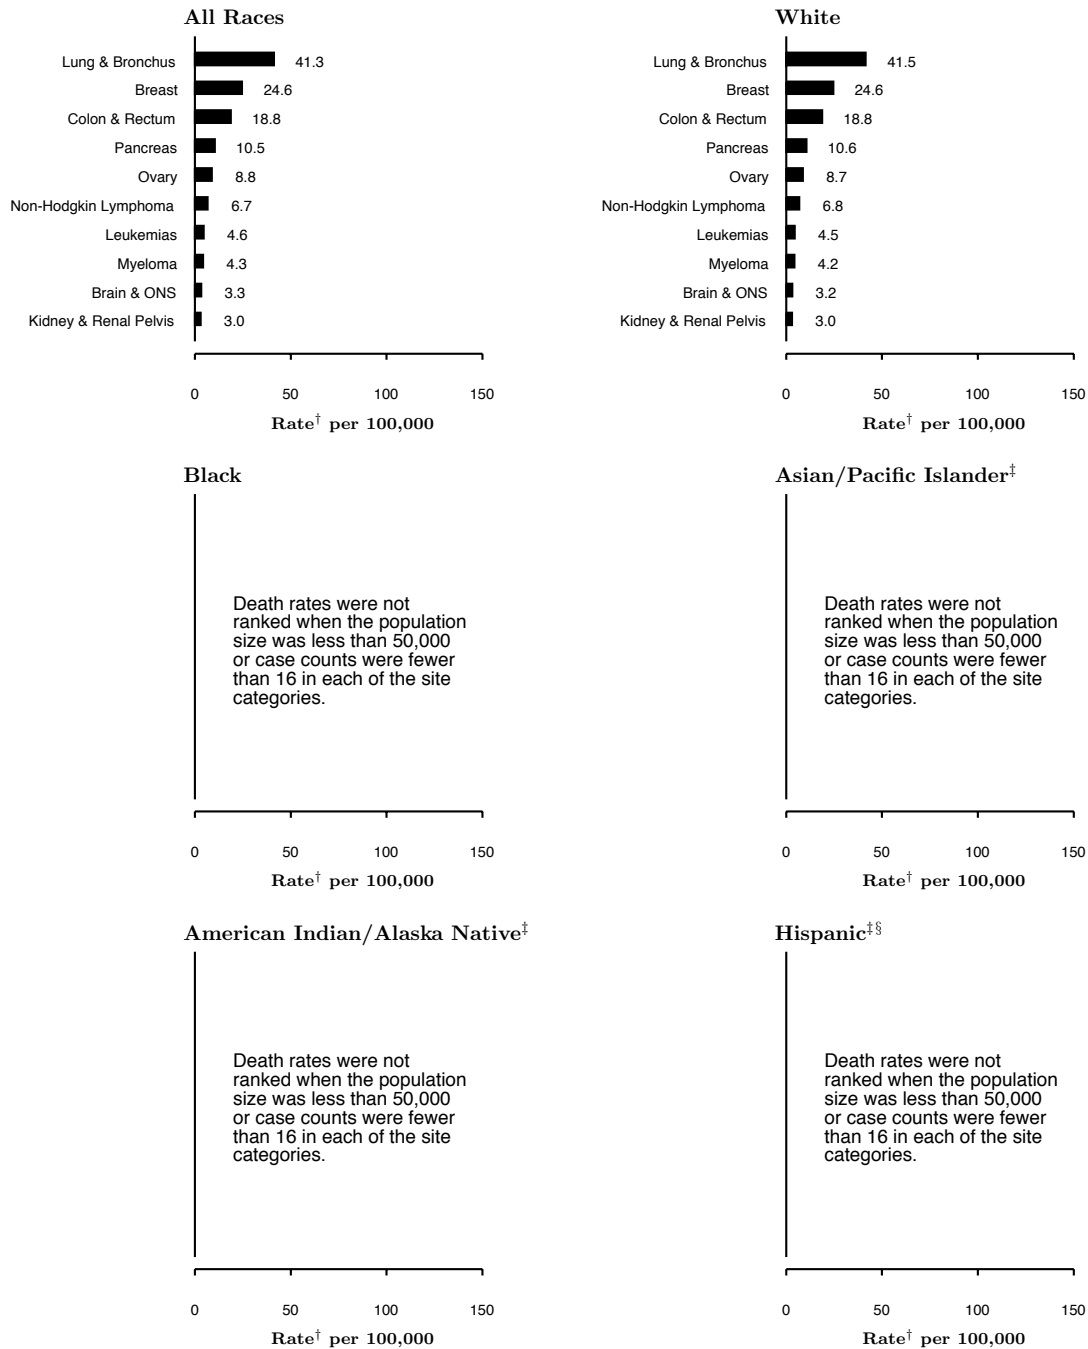 All Races
Lung & Bronchus 41.3
Breast 24.6
Colon & Rectum 18.8
Pancreas 10.5
Ovary 8.8
Non-Hodgkin Lymphoma 6.7
Leukemias 4.6
Myeloma 4.3
Brain & ONS 3.3
Kidney & Renal Pelvis 3.0
0 50 100 150
Rate† per 100,000
White
Lung & Bronchus 41.5
Breast 24.6
Colon & Rectum 18.8
Pancreas 10.6
Ovary 8.7
Non-Hodgkin Lymphoma 6.8
Leukemias 4.5
Myeloma 4.2
Brain & ONS 3.2
Kidney & Renal Pelvis 3.0
0 50 100 150
Rate† per 100,000
Black
Death rates were not
ranked when the population
size was less than 50,000
or case counts were fewer
than 16 in each of the site
categories.
0 50 100 150
Rate† per 100,000
Asian/Pacific Islander‡
Death rates were not
ranked when the population
size was less than 50,000
or case counts were fewer
than 16 in each of the site
categories.
0 50 100 150
Rate† per 100,000
American Indian/Alaska Native‡
Death rates were not
ranked when the population
size was less than 50,000
or case counts were fewer
than 16 in each of the site
categories.
0 50 100 150
Rate† per 100,000
Hispanic‡§
Death rates were not
ranked when the population
size was less than 50,000
or case counts were fewer
than 16 in each of the site
categories.
0 50 100 150
Rate† per 100,000